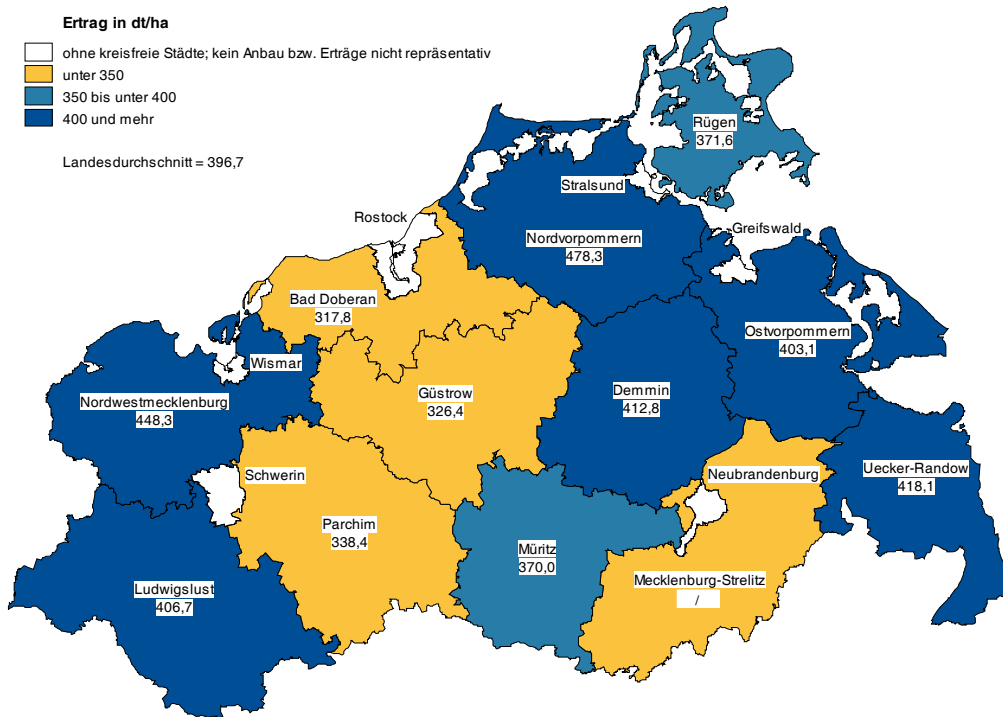 Ertrag in dt/ha
ohne kreisfreie Städte; kein Anbau bzw. Erträge nicht repräsentativ
unter 350
350 bis unter 400
400 und mehr
Landesdurchschnitt = 396,7
Rügen
371,6
Stralsund
Rostock
Greifswald
Nordvorpommern
478,3
Bad Doberan
317,8
Ostvorpommern
403,1
Wismar
Güstrow
326,4
Demmin
412,8
Nordwestmecklenburg
448,3
Schwerin
Neubrandenburg
Uecker-Randow
418,1
Parchim
338,4
Müritz
370,0
Mecklenburg-Strelitz
/
Ludwigslust
406,7